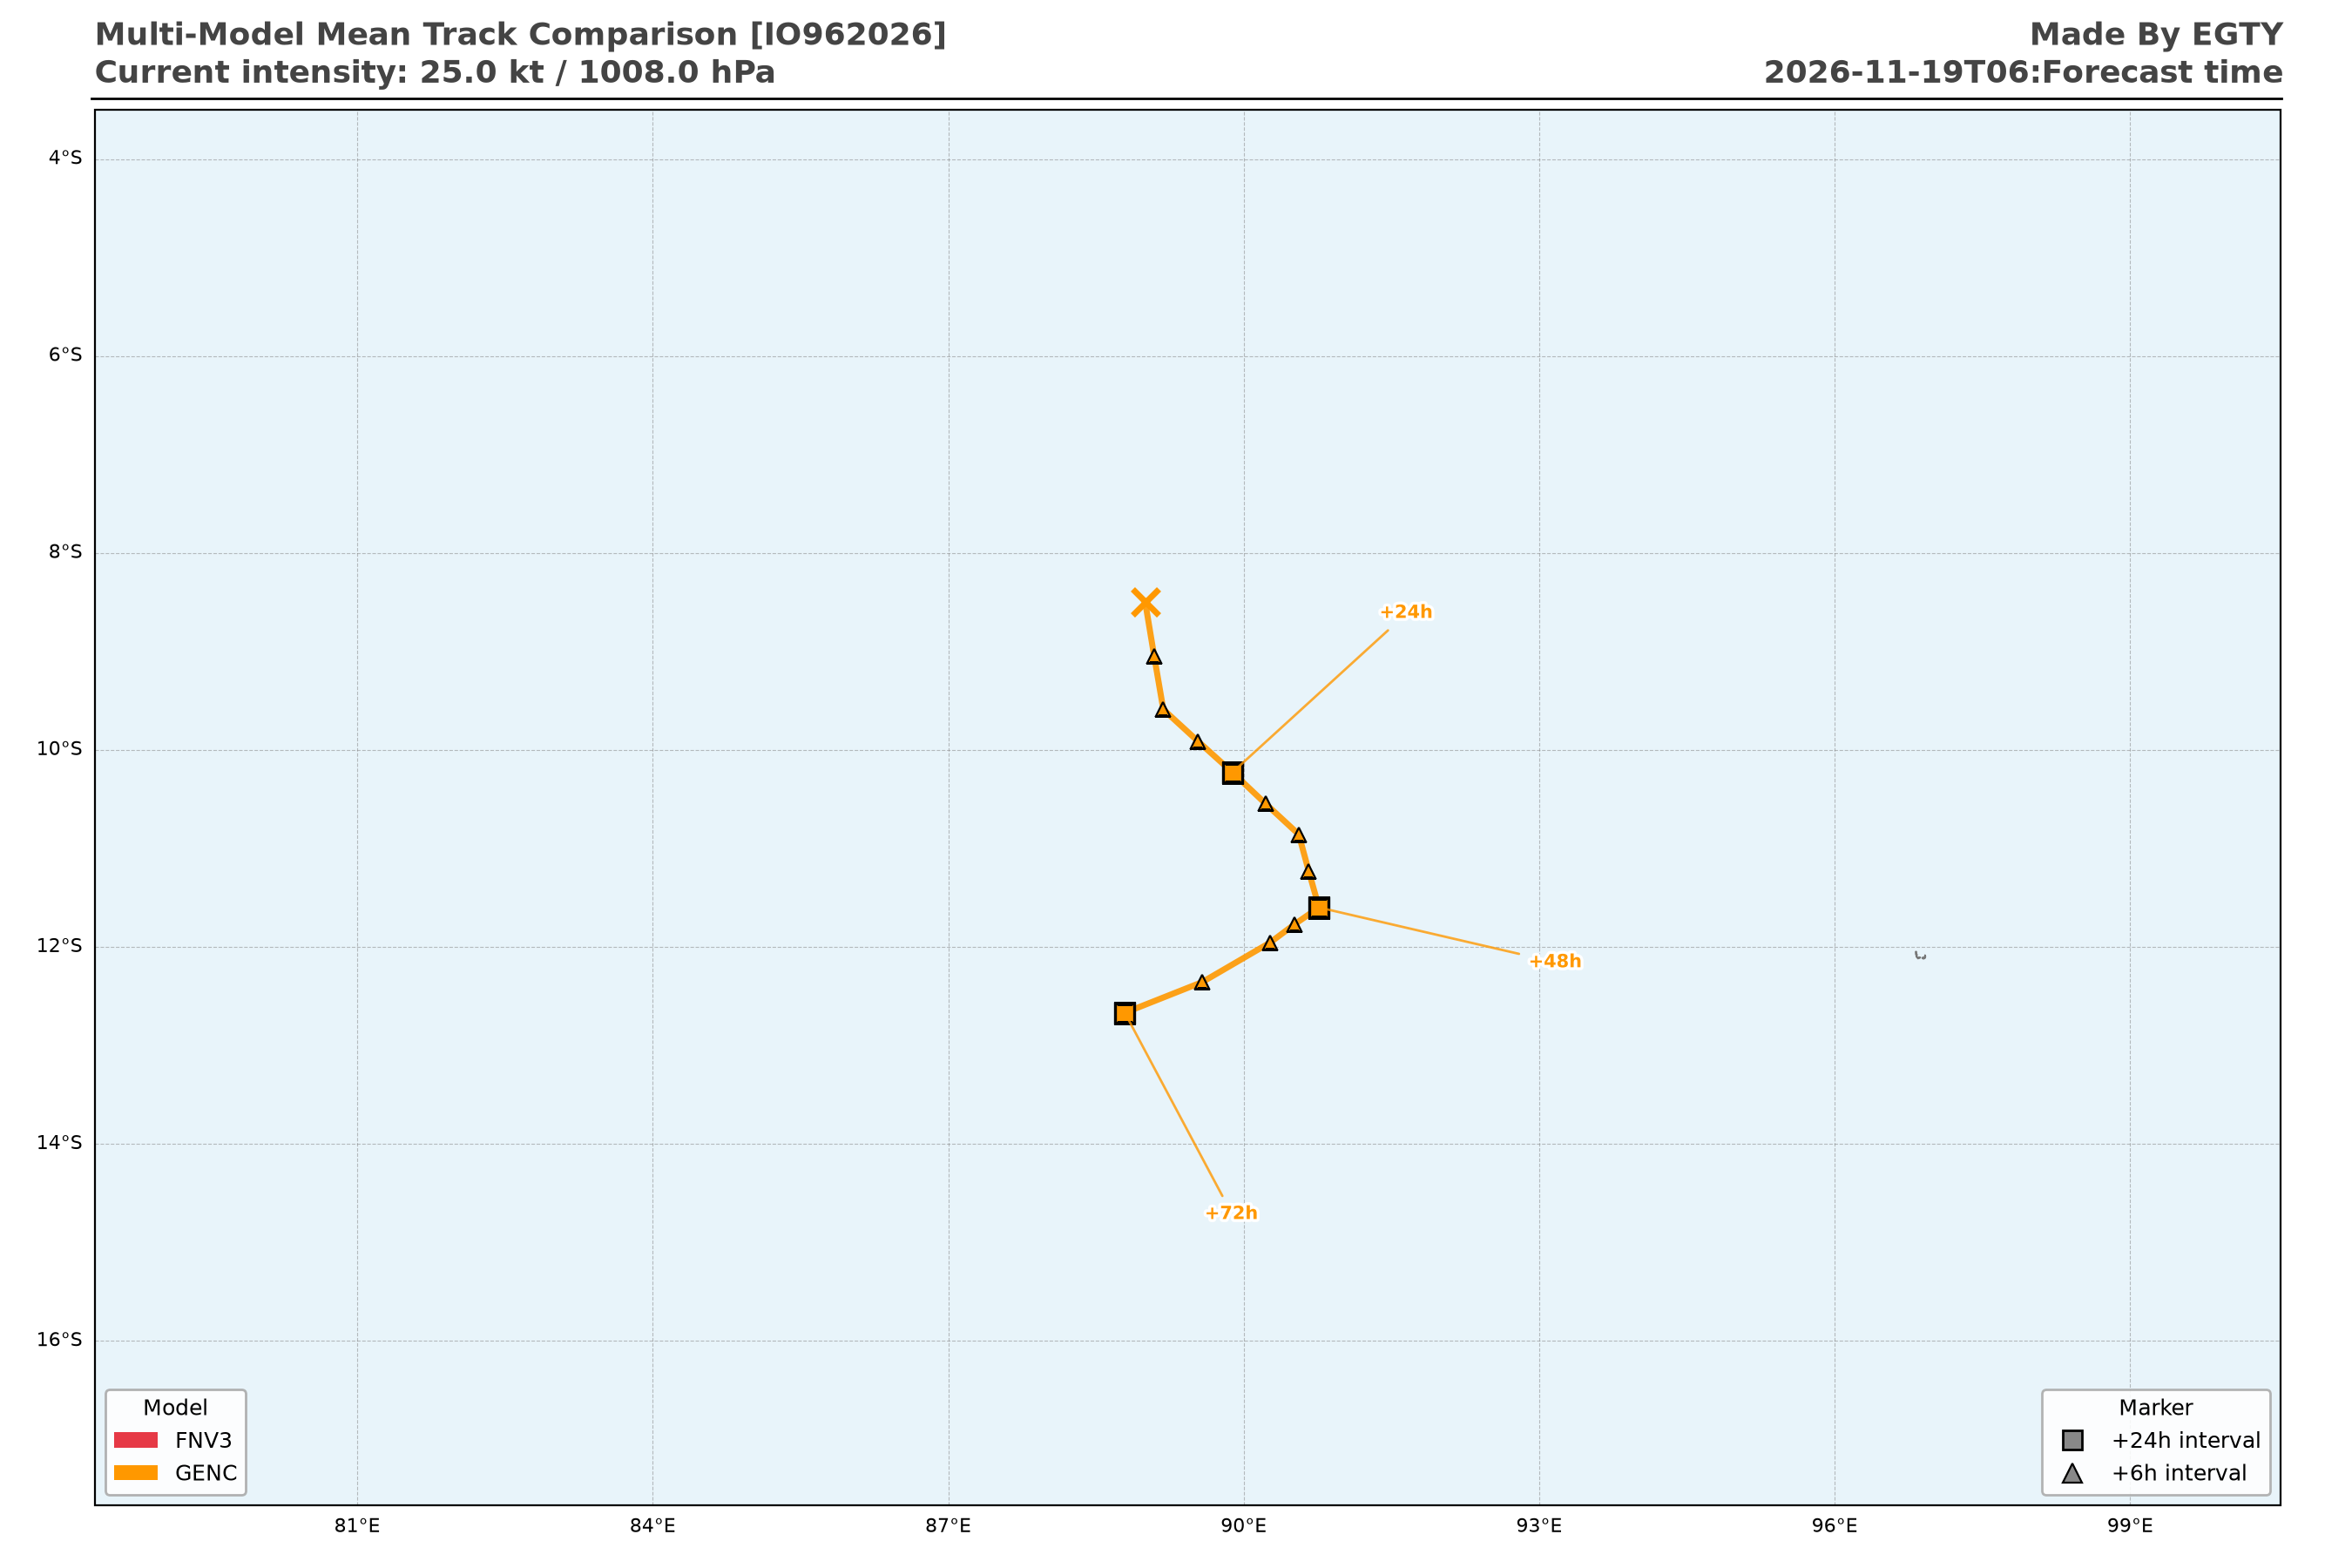 Multi-Model Mean Track Comparison [IO962026]
Current intensity: 25.0 kt / 1008.0 hPa
Made By EGTY
2026-11-19T06:Forecast time
4°S
6°S
8°S
10°S
12°S
14°S
16°S
+24h
+48h
+72h
Model
FNV3
GENC
Marker
+24h interval
+6h interval
81°E
84°E
87°E
90°E
93°E
96°E
99°E